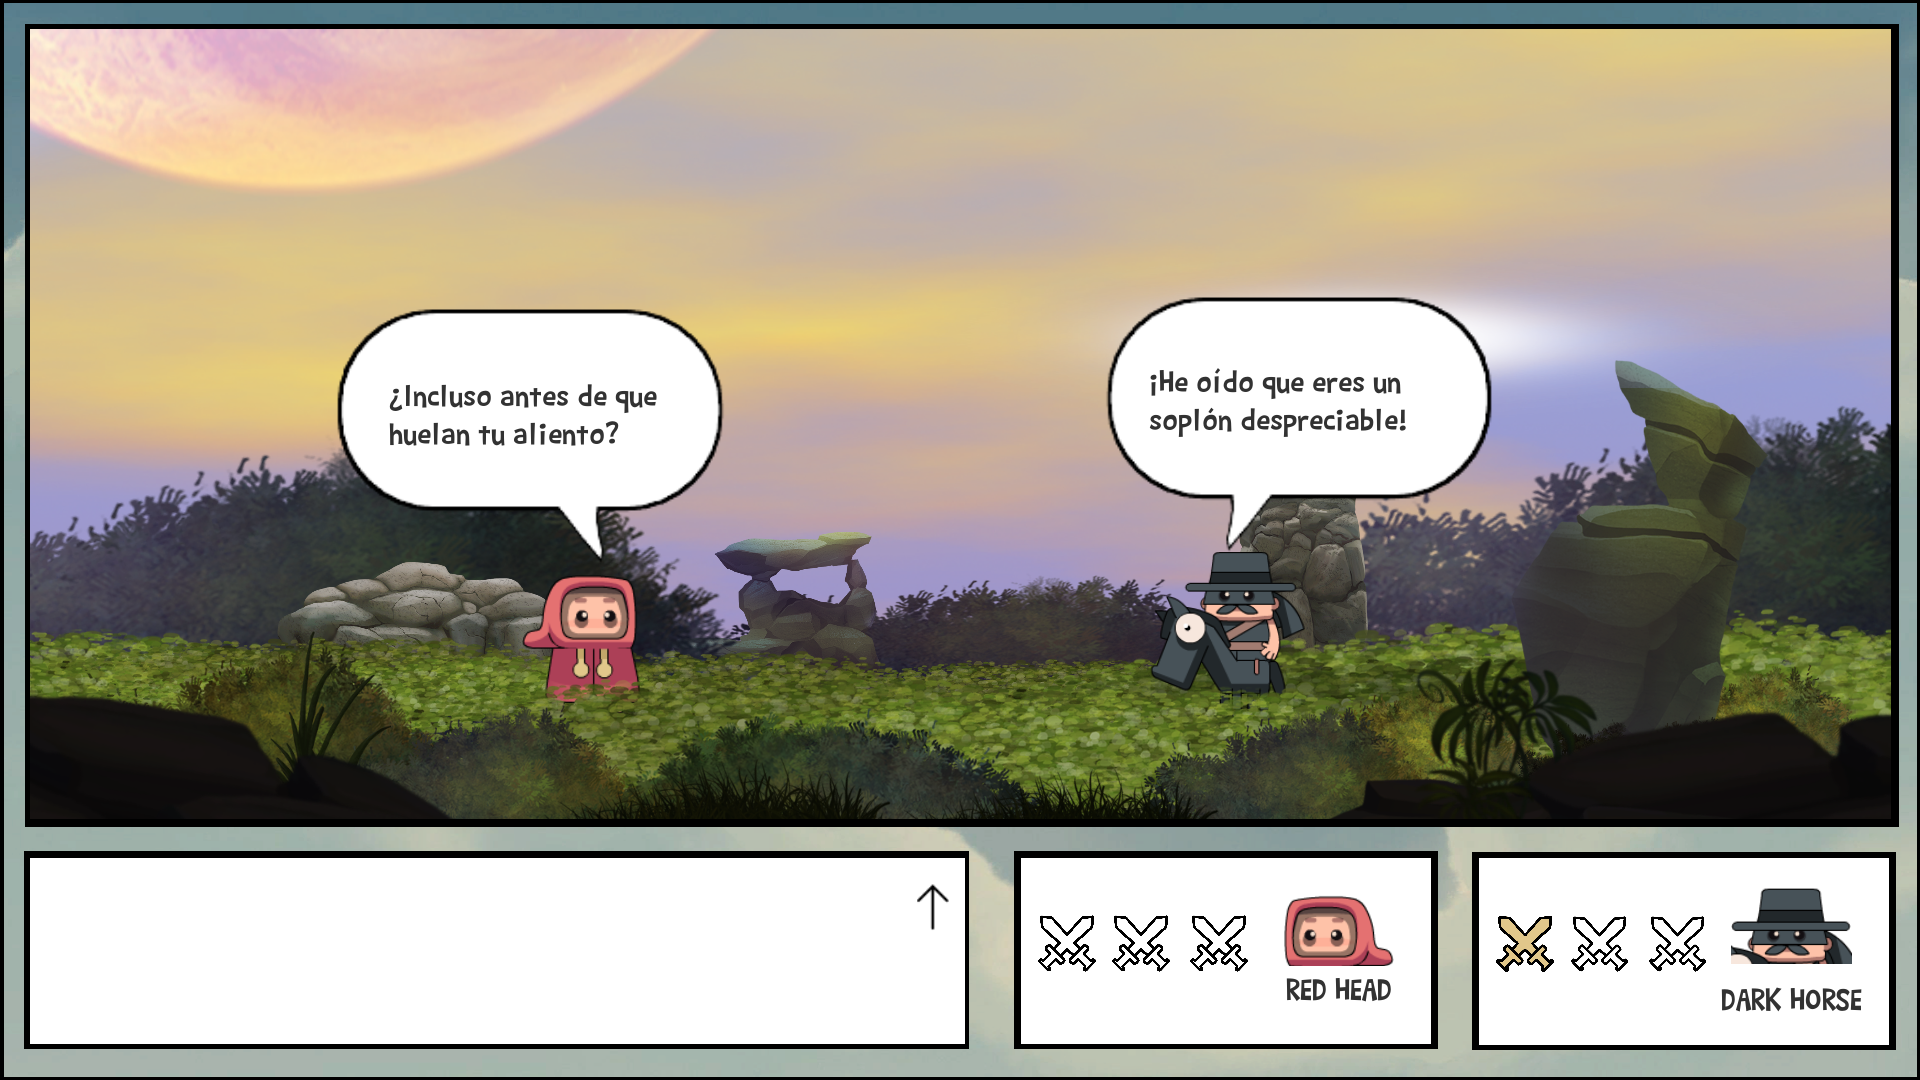 ¿Incluso antes de que
huelan tu aliento?
¡He oído que eres un
soplón despreciable!
RED HEAD
DARK HORSE